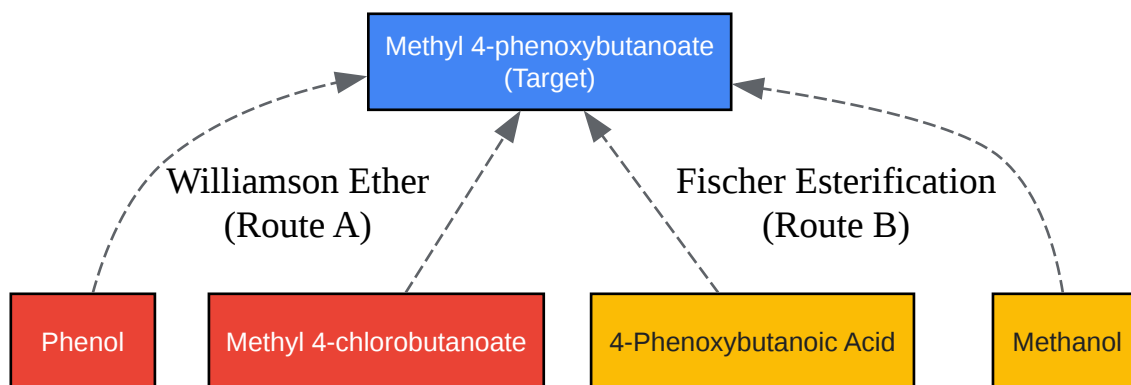 Methyl 4-phenoxybutanoate
(Target)
Williamson Ether
(Route A)
Fischer Esterification
(Route B)
Phenol
Methyl 4-chlorobutanoate
4-Phenoxybutanoic Acid
Methanol